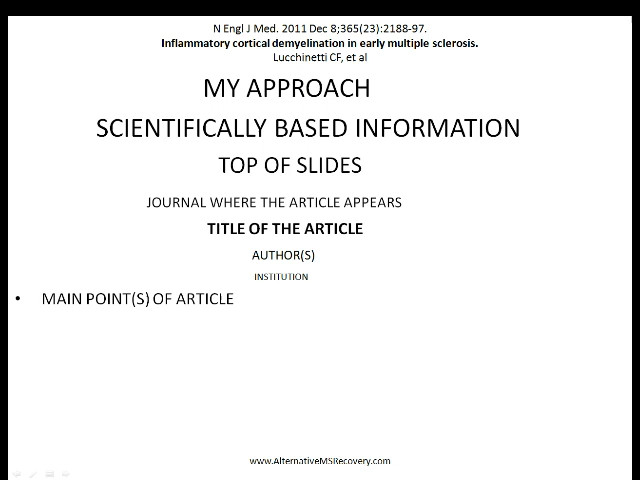 N Engl J Med. 2011 Dec 8;365(23):2188-97.
Inflammatory cortical demyelination in early multiple sclerosis.
Lucchinetti CF, et al
MY APPROACH
SCIENTIFICALLY BASED INFORMATION
TOP OF SLIDES
JOURNAL WHERE THE ARTICLE APPEARS
TITLE OF THE ARTICLE
AUTHOR(S)
INSTITUTION
• MAIN POINT(S) OF ARTICLE
www.AlternativeMSRecovery.com